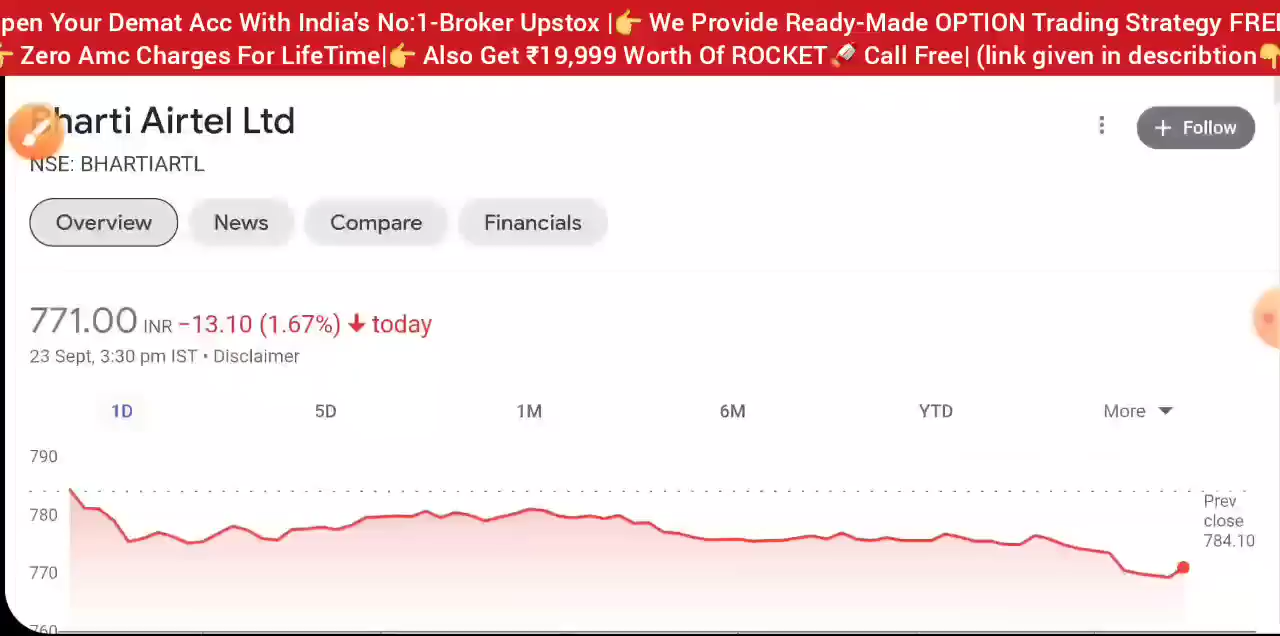 pen Your Demat Acc With India's No:1-Broker Upstox |👉 We Provide Ready-Made OPTION Trading Strategy FREE
👉 Zero Amc Charges For LifeTime|👉 Also Get ₹19,999 Worth Of ROCKET🚀 Call Free| (link given in describtion👇
Bharti Airtel Ltd
Follow
NSE: BHARTIARTL
Overview News Compare Financials
771.00 INR −13.10 (1.67%) ↓ today
23 Sept, 3:30 pm IST • Disclaimer
1D 5D 1M 6M YTD More
790
780
770
760
Prev
close
784.10